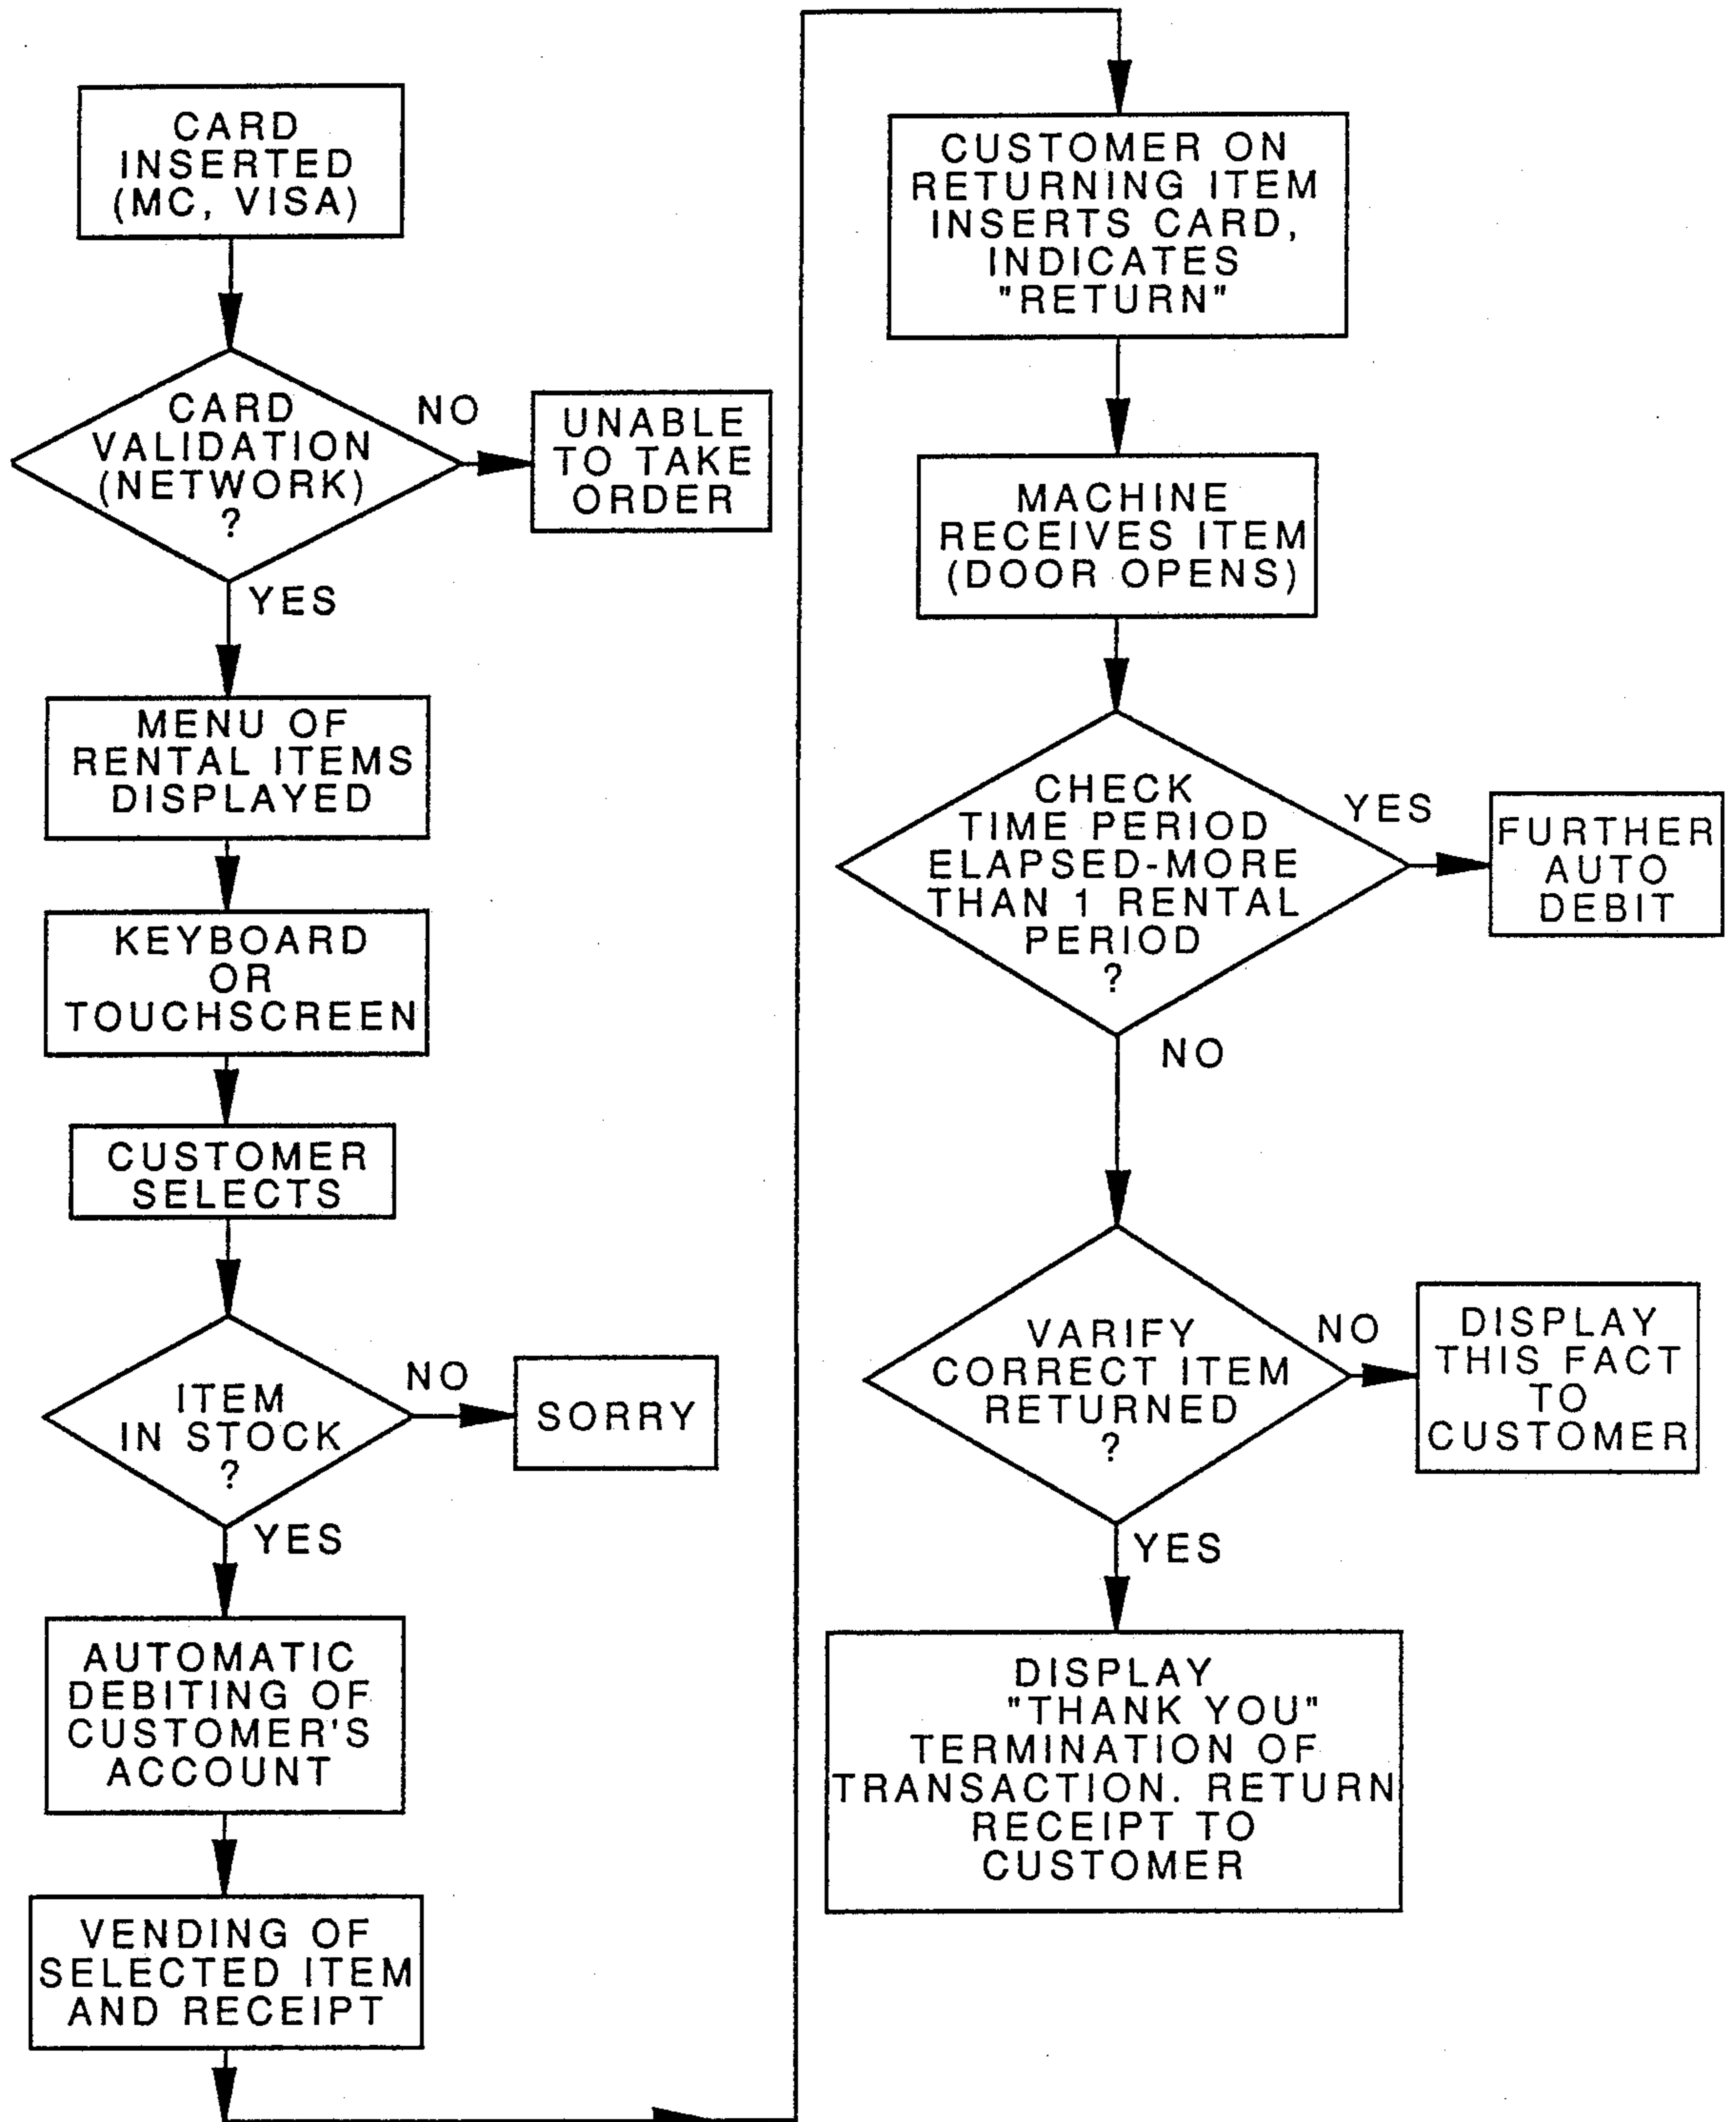 CARD
INSERTED
(MC, VISA)
CARD
VALIDATION
(NETWORK)
?
NO
UNABLE
TO TAKE
ORDER
YES
MENU OF
RENTAL ITEMS
DISPLAYED
KEYBOARD
OR
TOUCHSCREEN
CUSTOMER
SELECTS
ITEM
IN STOCK
?
NO
SORRY
YES
AUTOMATIC
DEBITING OF
CUSTOMER'S
ACCOUNT
VENDING OF
SELECTED ITEM
AND RECEIPT
CUSTOMER ON
RETURNING ITEM
INSERTS CARD,
INDICATES
"RETURN"
MACHINE
RECEIVES ITEM
(DOOR OPENS)
CHECK
TIME PERIOD
ELAPSED-MORE
THAN 1 RENTAL
PERIOD
?
YES
FURTHER
AUTO
DEBIT
NO
VARIFY
CORRECT ITEM
RETURNED
?
NO
DISPLAY
THIS FACT
TO
CUSTOMER
YES
DISPLAY
"THANK YOU"
TERMINATION OF
TRANSACTION. RETURN
RECEIPT TO
CUSTOMER